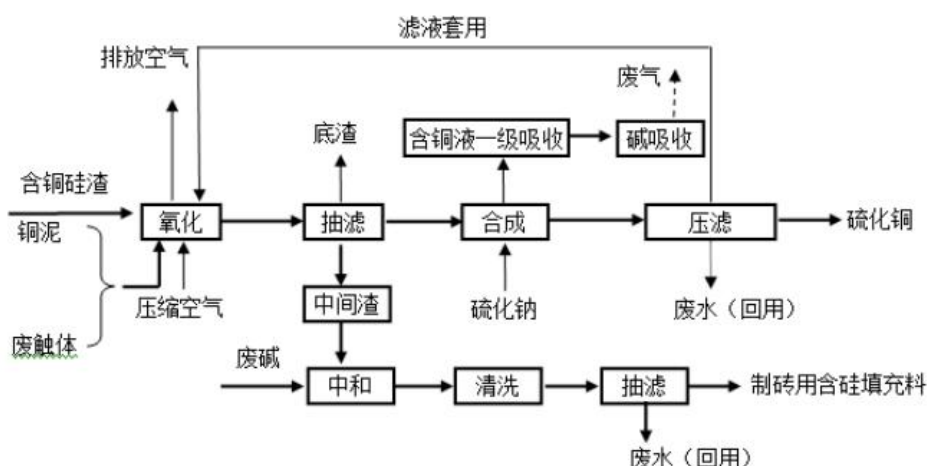 滤液套用
排放空气
废气
底渣
含铜液一级吸收
碱吸收
含铜硅渣
氧化
抽滤
合成
压滤
硫化铜
铜泥
压缩空气
中间渣
硫化钠
废水（回用）
废触体
废碱
中和
清洗
抽滤
制砖用含硅填充料
废水（回用）